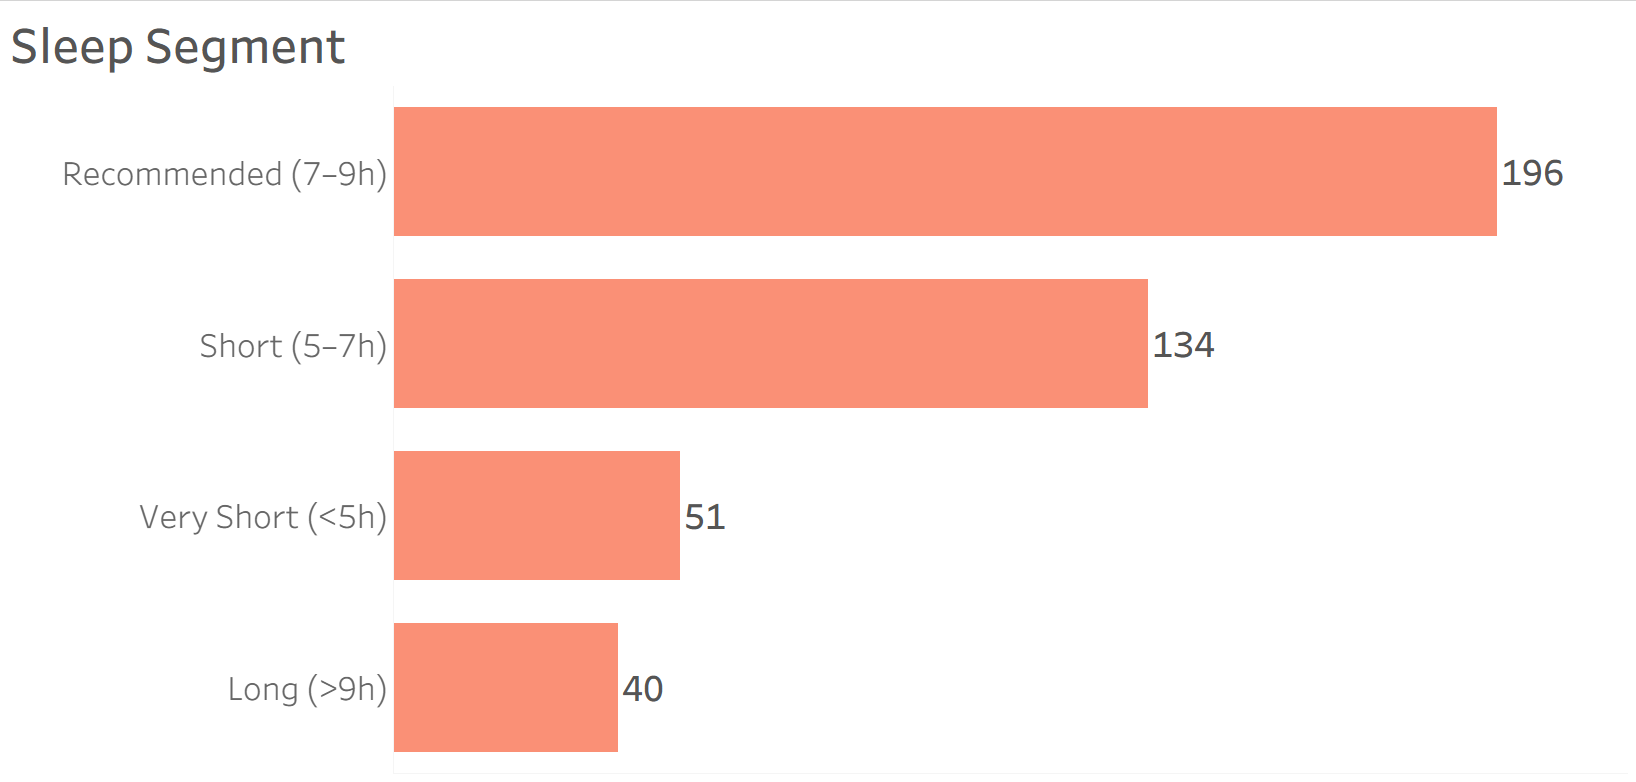 Sleep Segment
Recommended (7–9h) 196
Short (5–7h) 134
Very Short (<5h) 51
Long (>9h) 40